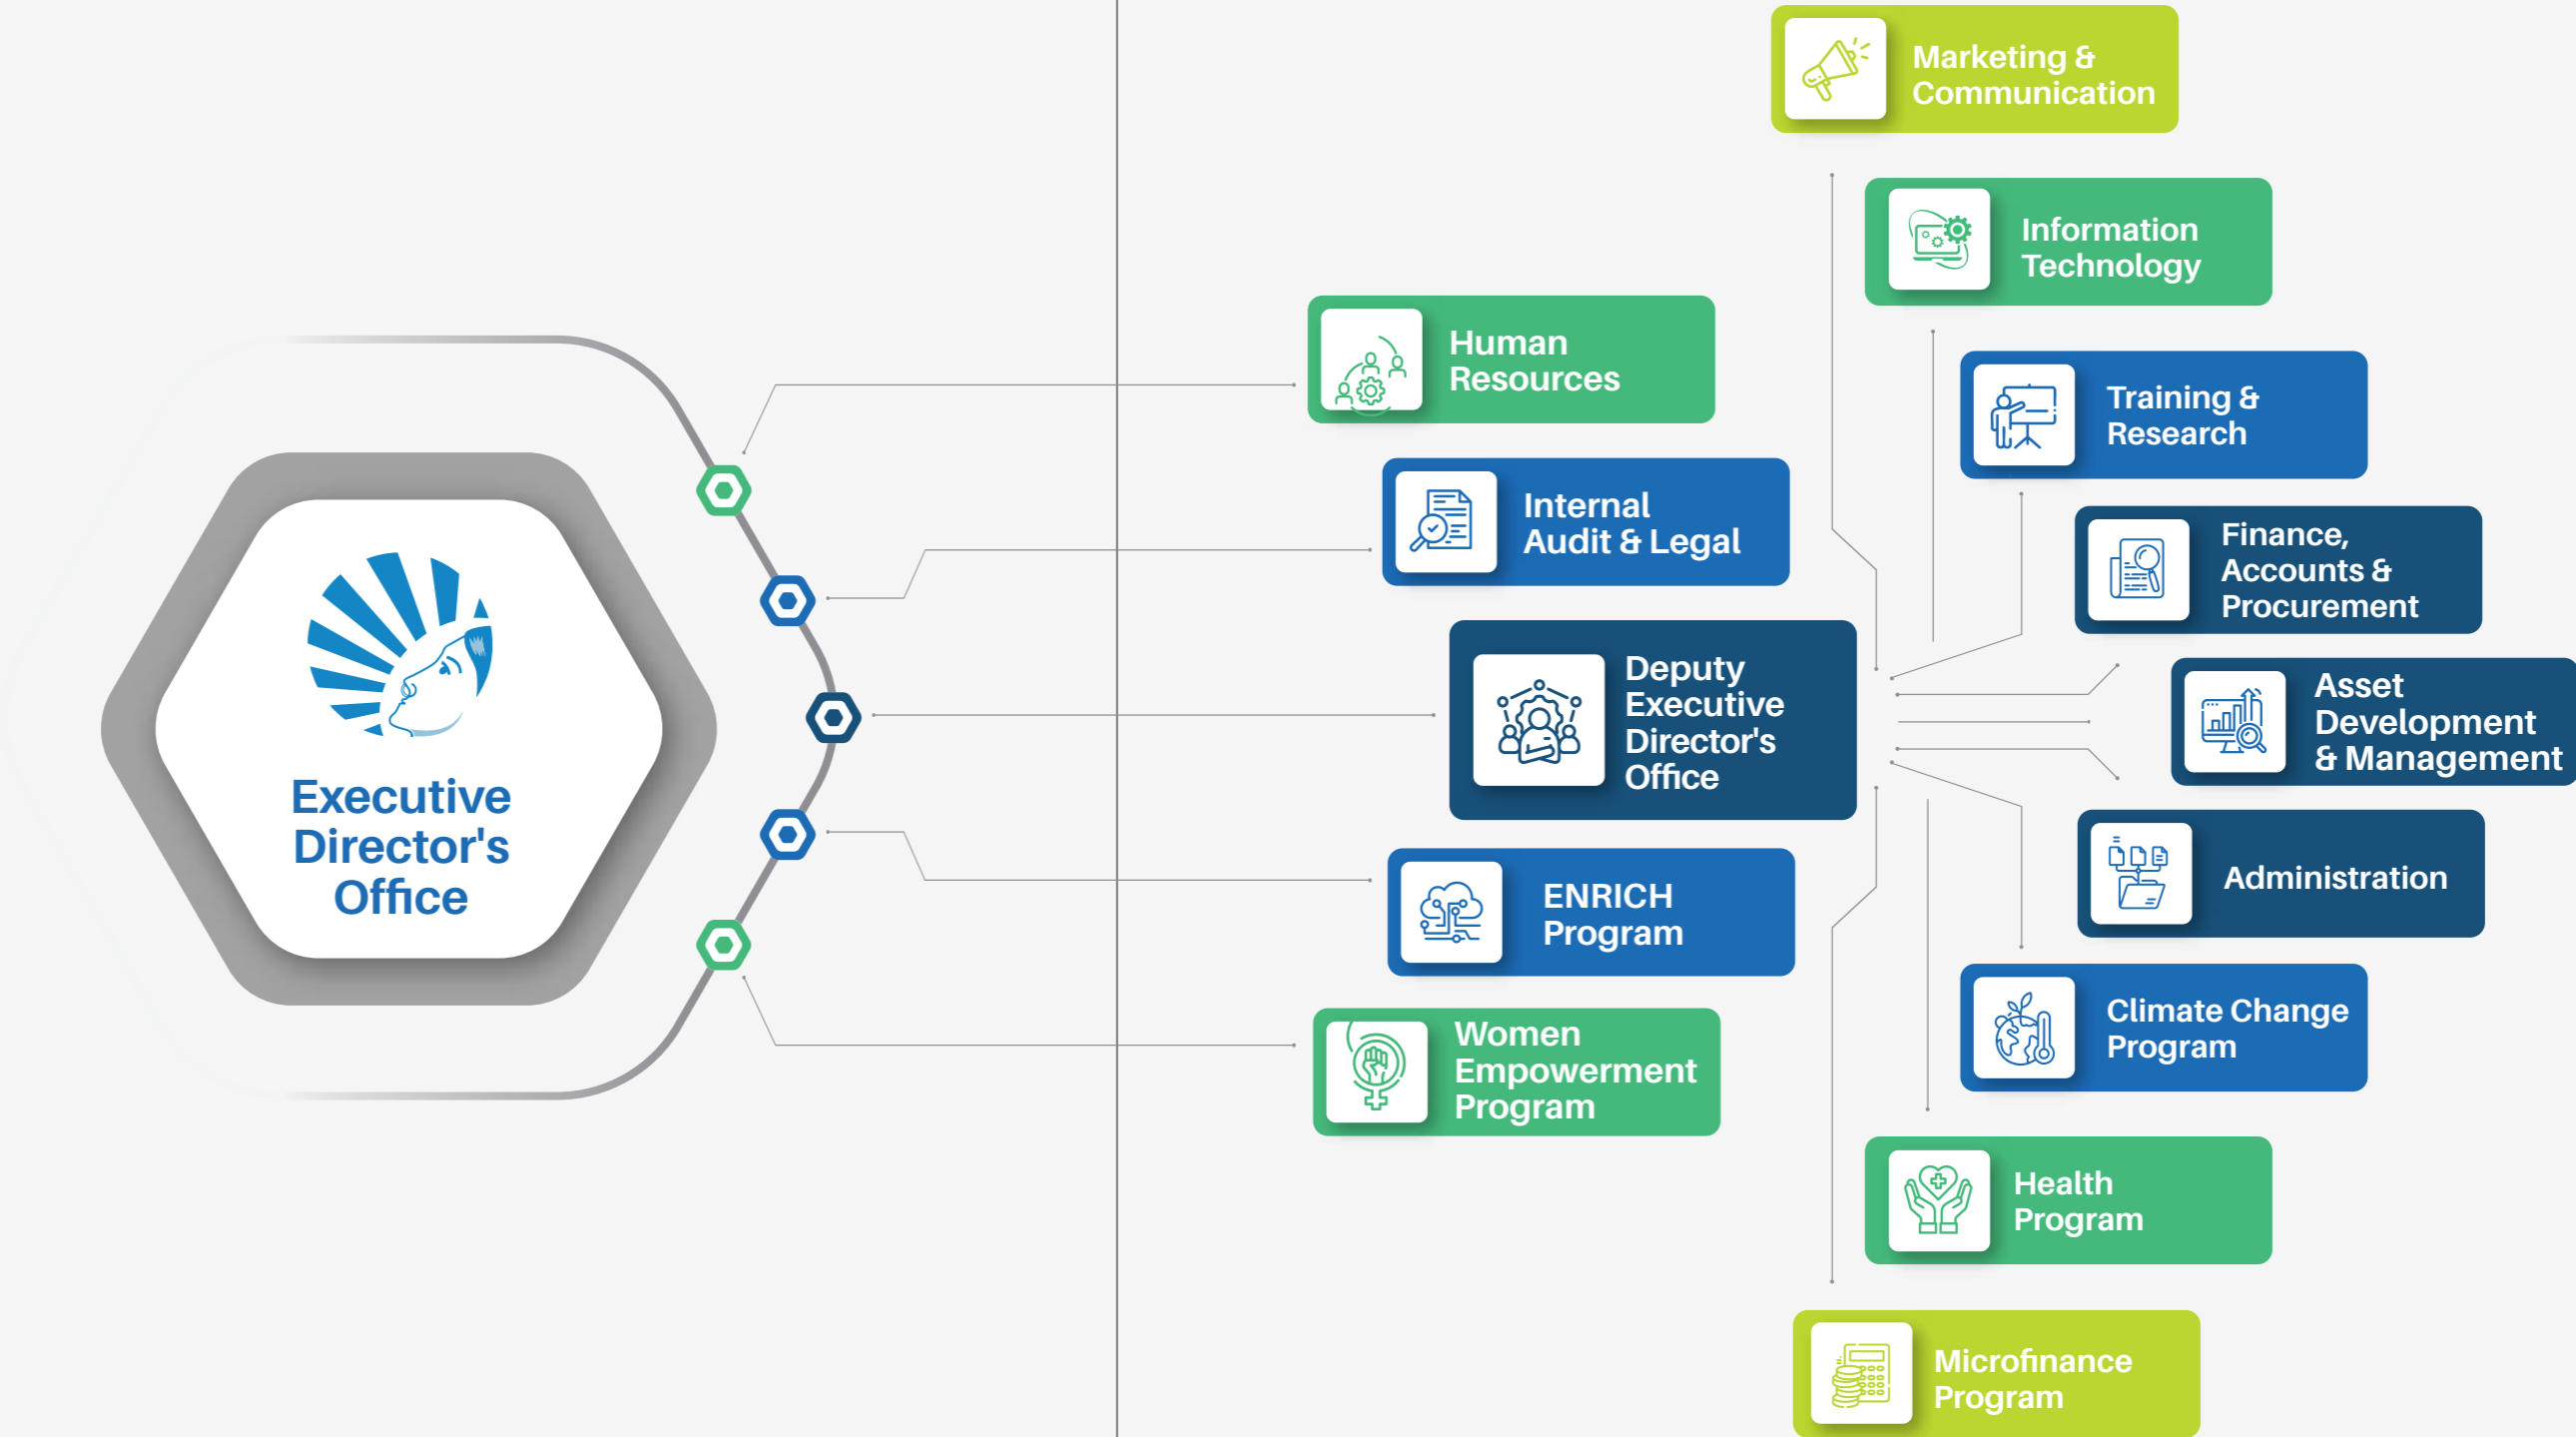 Executive
Director's
Office
Human
Resources
Internal
Audit & Legal
Deputy
Executive
Director's
Office
ENRICH
Program
Women
Empowerment
Program
Marketing &
Communication
Information
Technology
Training &
Research
Finance,
Accounts &
Procurement
Asset
Development
& Management
Administration
Climate Change
Program
Health
Program
Microfinance
Program